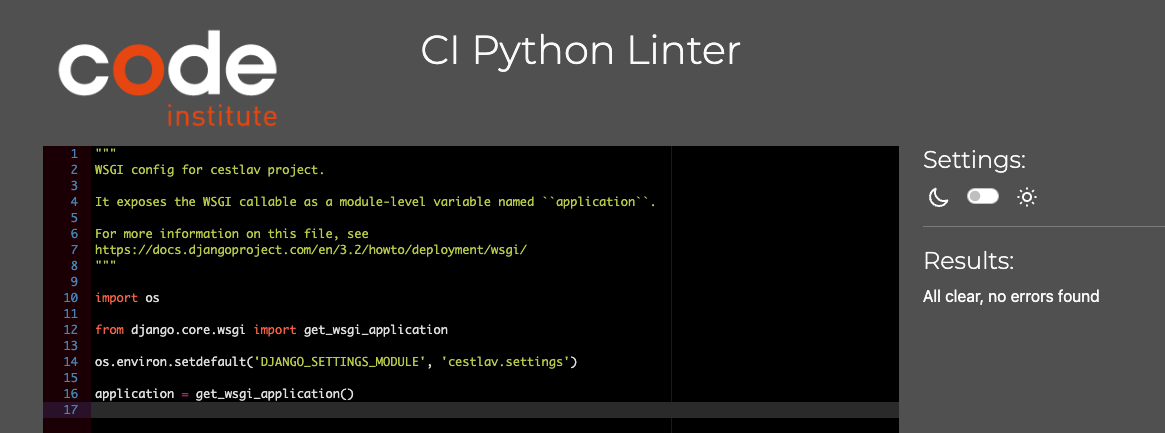 code
institute
CI Python Linter
1 """
2 WSGI config for cestlav project.
3
4 It exposes the WSGI callable as a module-level variable named ``application``.
5
6 For more information on this file, see
7 https://docs.djangoproject.com/en/3.2/howto/deployment/wsgi/
8 """
9
10 import os
11
12 from django.core.wsgi import get_wsgi_application
13
14 os.environ.setdefault('DJANGO_SETTINGS_MODULE', 'cestlav.settings')
15
16 application = get_wsgi_application()
17
Settings:
Results:
All clear, no errors found